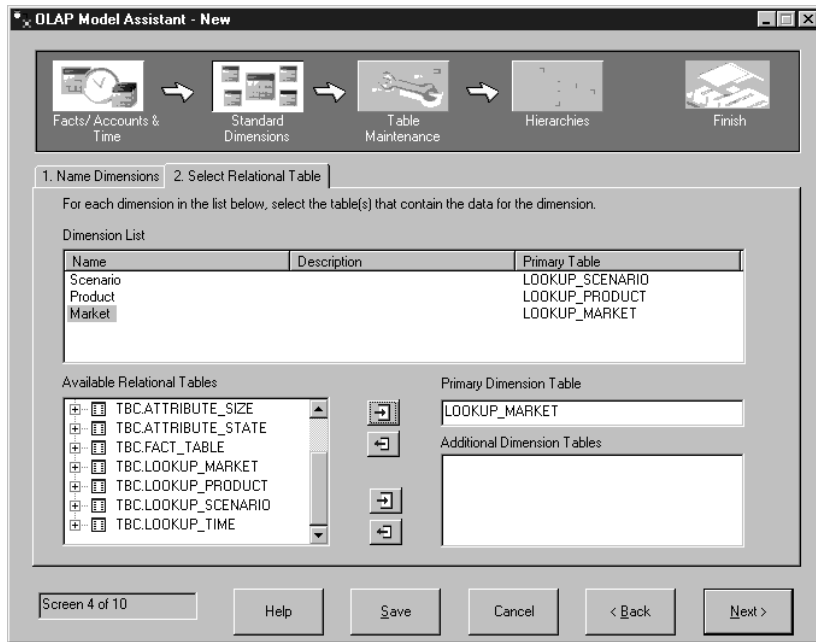 OLAP Model Assistant - New
Facts/Accounts &
Time
Standard
Dimensions
Table
Maintenance
Hierarchies
Finish
1. Name Dimensions
2. Select Relational Table
For each dimension in the list below, select the table(s) that contain the data for the dimension.
Dimension List
Name Description Primary Table
Scenario LOOKUP_SCENARIO
Product LOOKUP_PRODUCT
Market LOOKUP_MARKET
Available Relational Tables
TBC.ATTRIBUTE_SIZE
TBC.ATTRIBUTE_STATE
TBC.FACT_TABLE
TBC.LOOKUP_MARKET
TBC.LOOKUP_PRODUCT
TBC.LOOKUP_SCENARIO
TBC.LOOKUP_TIME
Primary Dimension Table
LOOKUP_MARKET
Additional Dimension Tables
Screen 4 of 10
Help
Save
Cancel
< Back
Next >